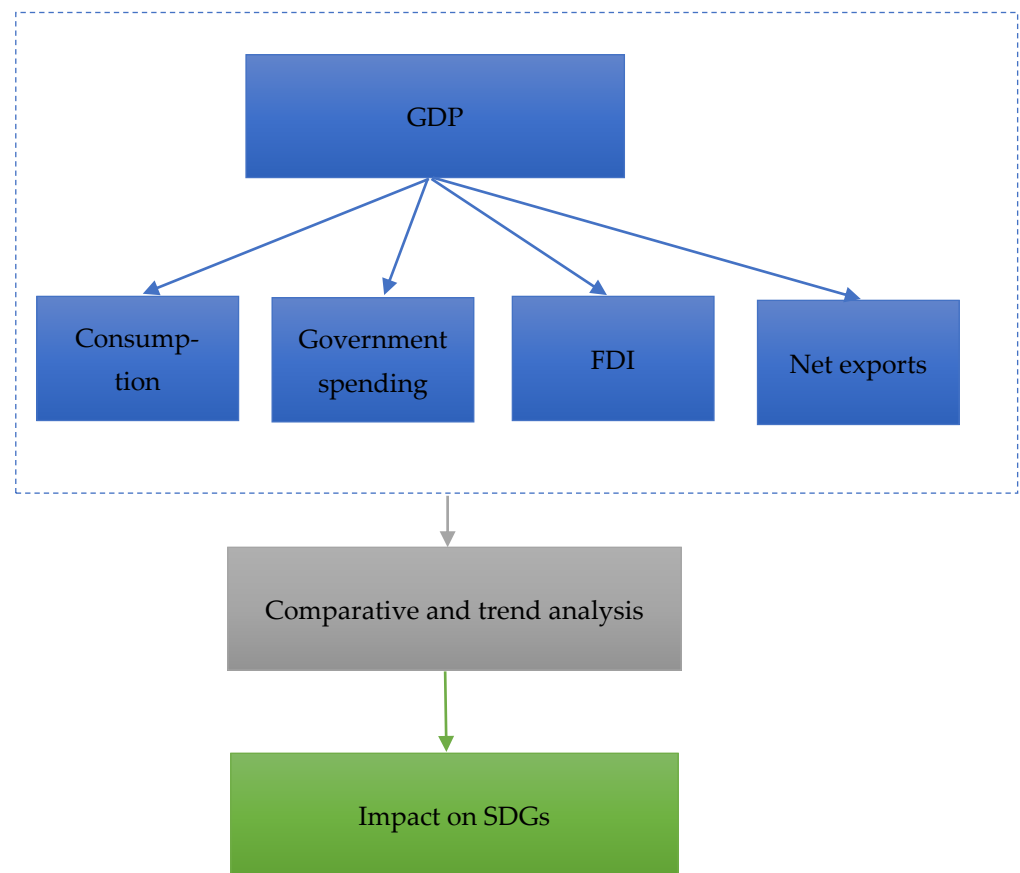 GDP
Consump-
tion
Government
spending
FDI
Net exports
Comparative and trend analysis
Impact on SDGs